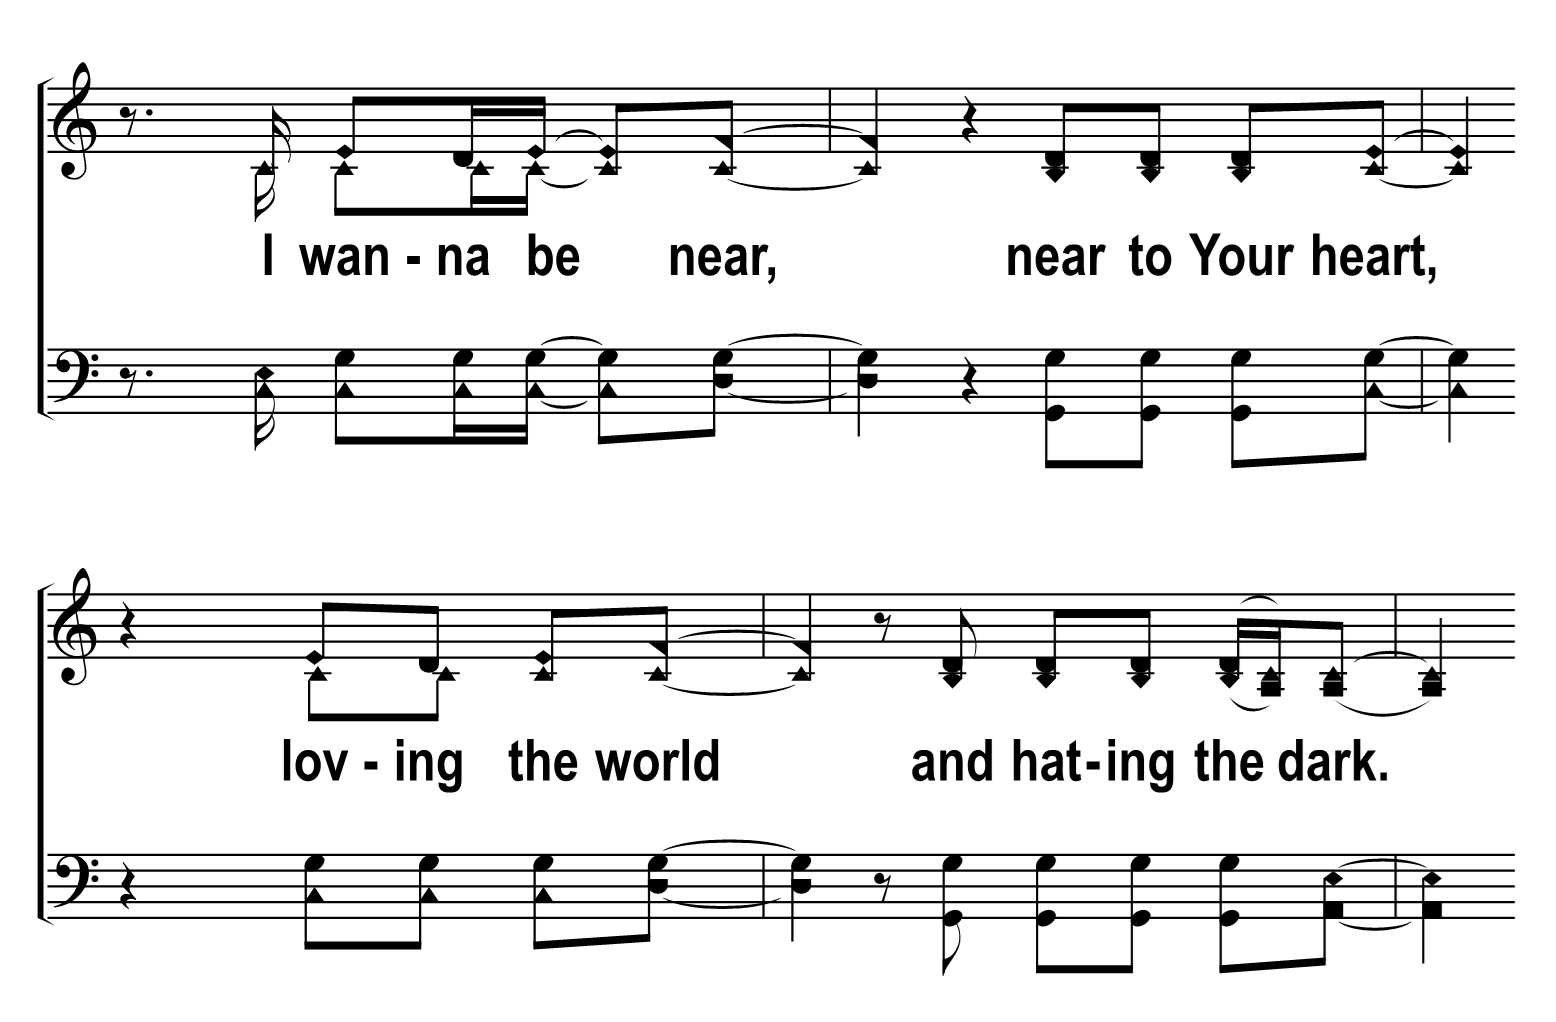 I wan - na be near, near to Your heart,
lov - ing the world and hat - ing the dark.